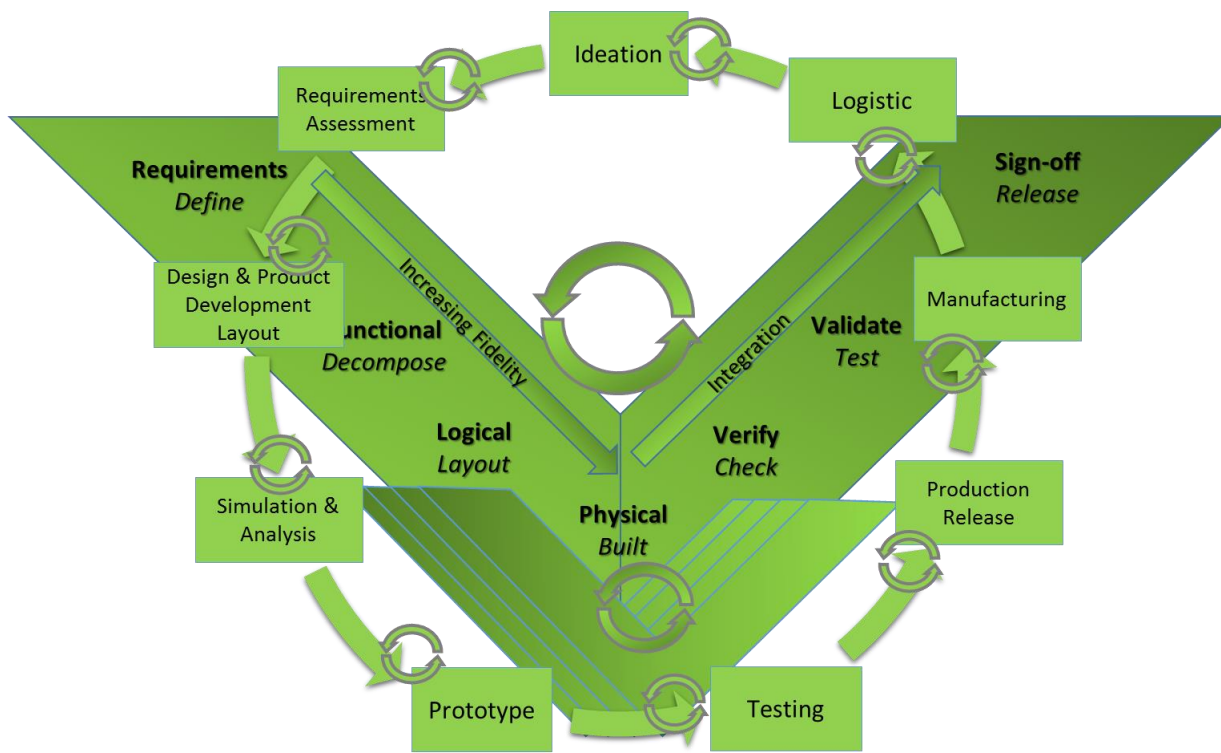 Ideation
Requirements
Assessment
Logistic
Requirements
Define
Sign-off
Release
Design & Product
Development
Layout
Increasing Fidelity
unctional
Decompose
Integration
Validate
Test
Manufacturing
Logical
Layout
Verify
Check
Simulation &
Analysis
Physical
Built
Production
Release
Prototype
Testing